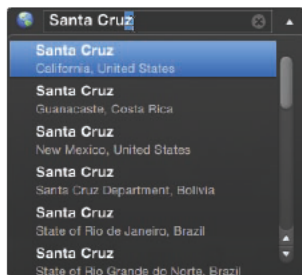 Santa Cruz
Santa Cruz
California, United States
Santa Cruz
Guanacaste, Costa Rica
Santa Cruz
New Mexico, United States
Santa Cruz
Santa Cruz Department, Bolivia
Santa Cruz
State of Rio de Janeiro, Brazil
Santa Cruz
State of Rio Grande do Norte, Brazil